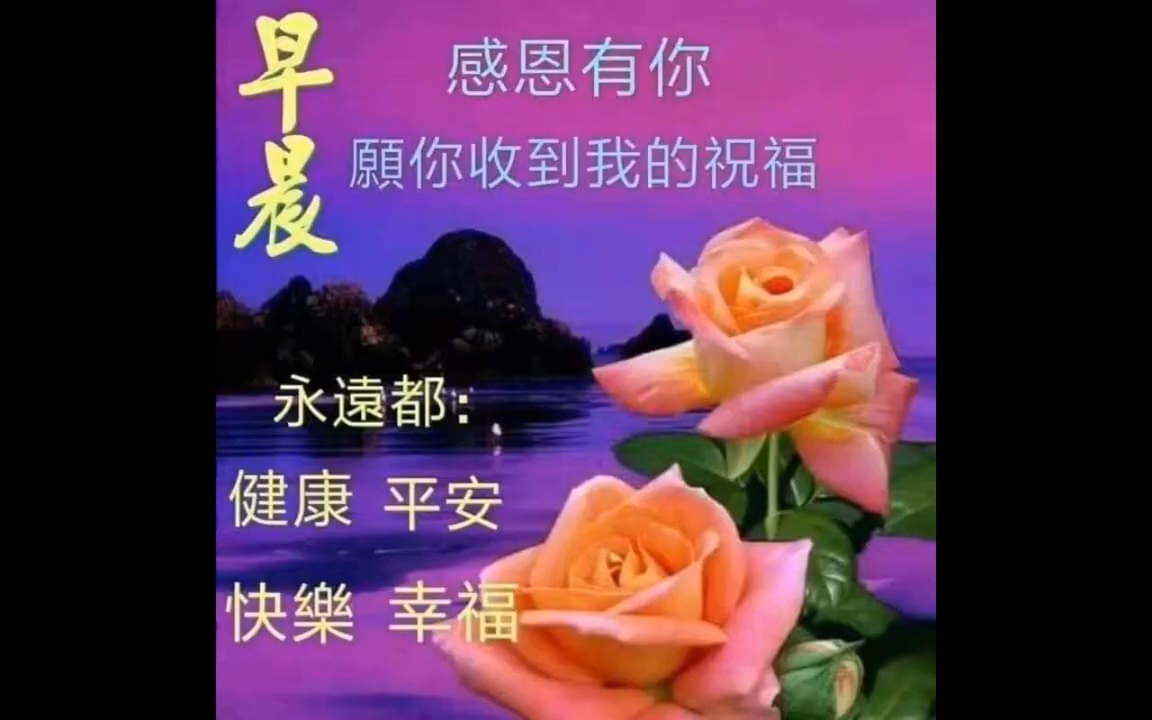 早晨
感恩有你
願你收到我的祝福
永遠都：
健康 平安
快樂 幸福